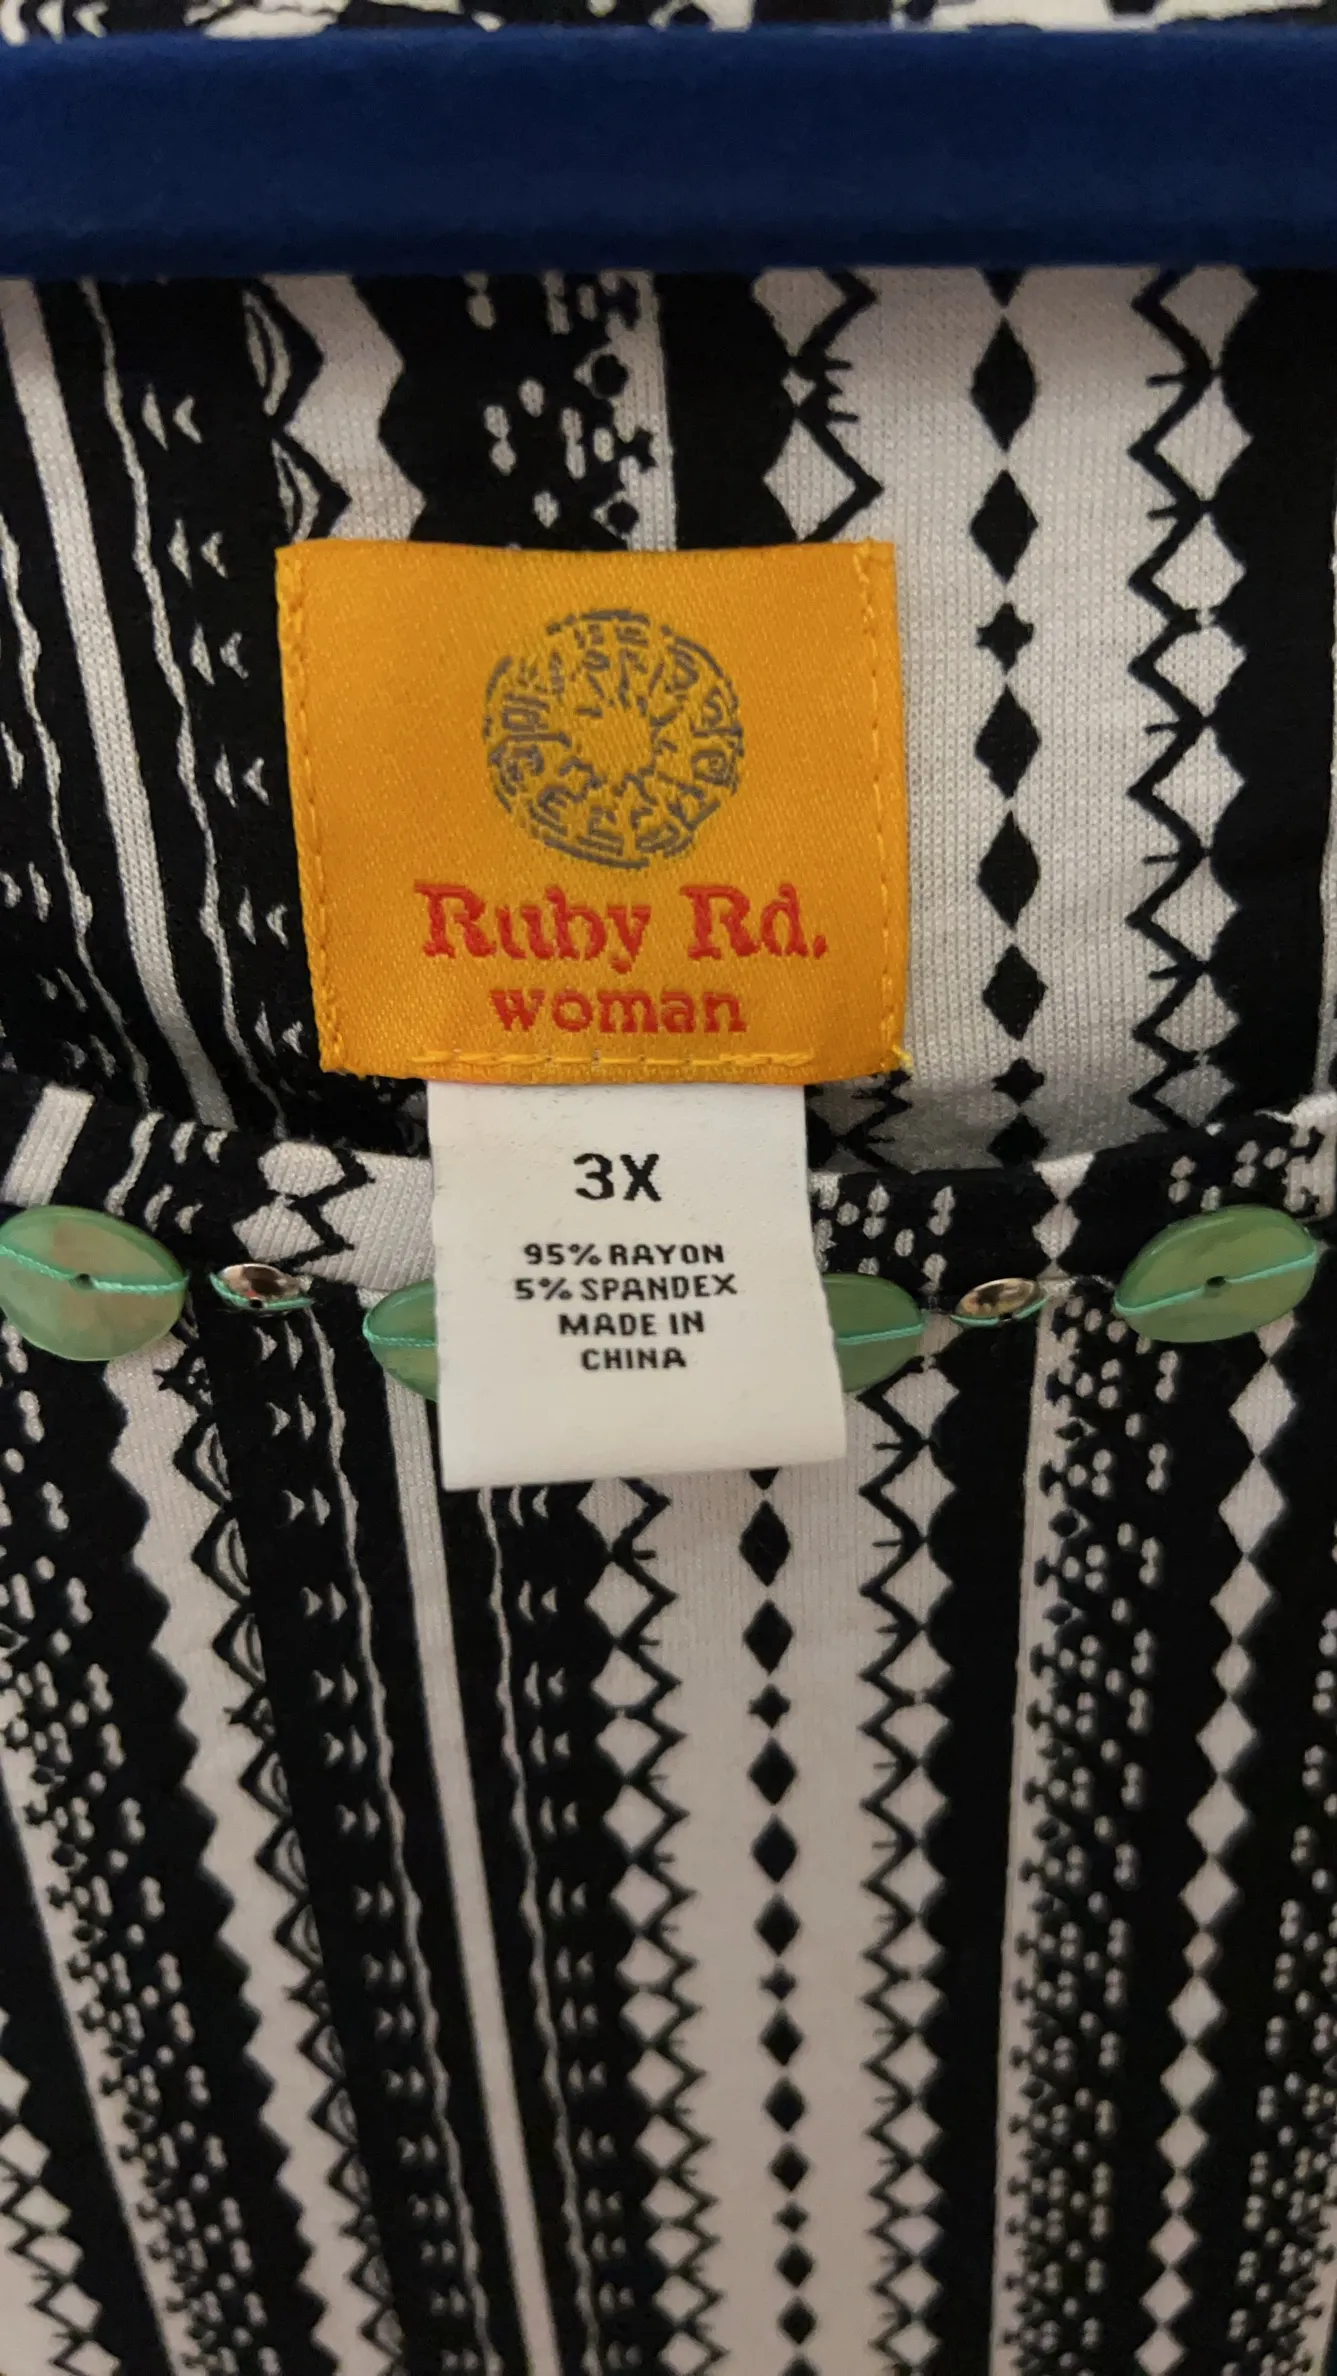 Ruby Rd.
woman
3X
95% RAYON
5% SPANDEX
MADE IN
CHINA